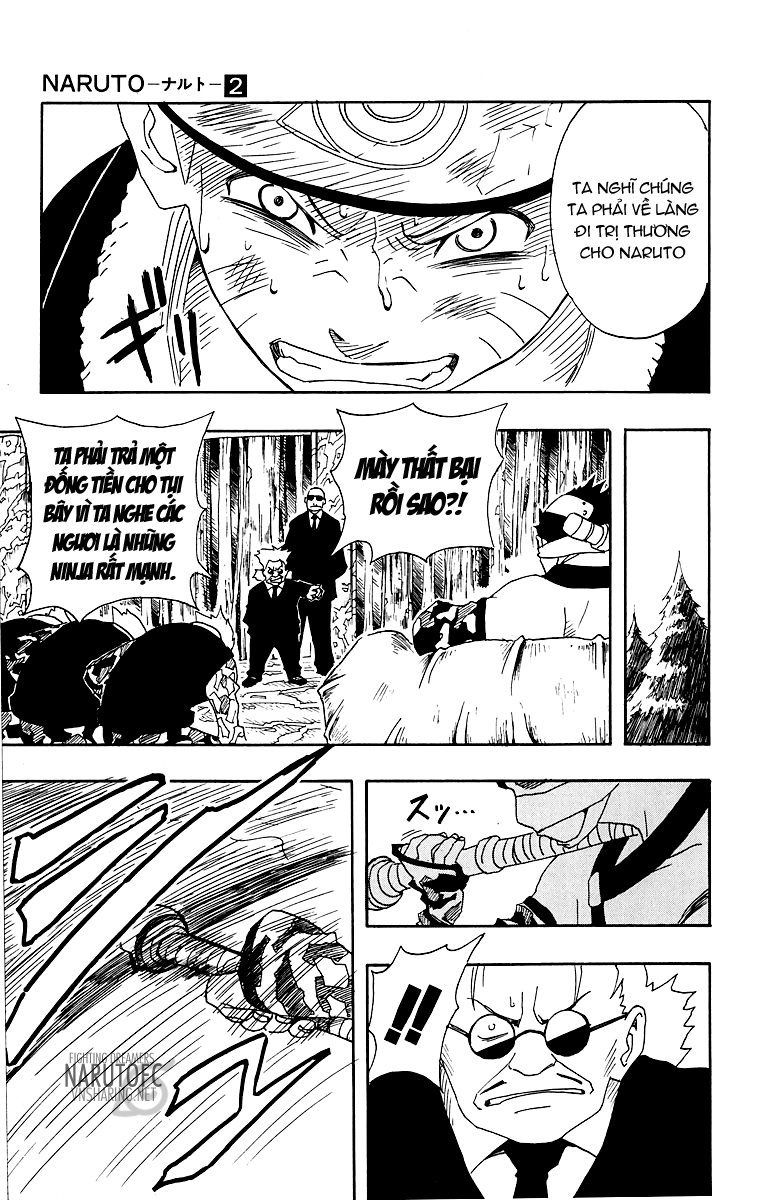 NARUTO—ナルト—2
TA NGHĨ CHÚNG
TA PHẢI VỀ LÀNG
ĐI TRỊ THƯƠNG
CHO NARUTO
ギリ
MÀY THẤT BẠI
RỒI SAO?!
TA PHẢI TRẢ MỘT
ĐỐNG TIỀN CHO TỤI
BÂY VÌ TA NGHE CÁC
NGƯƠI LÀ NHỮNG
NINJA RẤT MẠNH.
スッ…
!!
FIGHTING DREAMERS
NARUTOFC
VNSHARING.NET